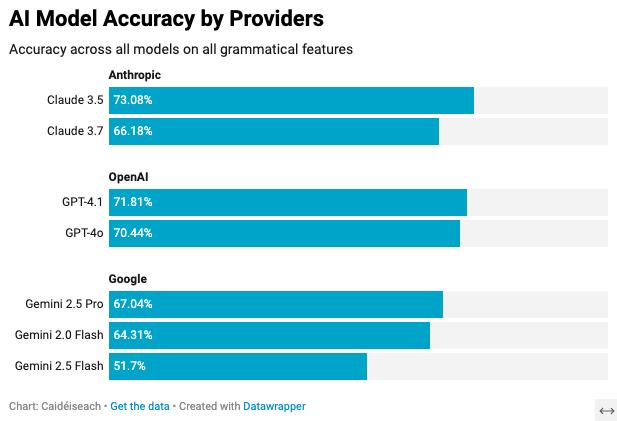 AI Model Accuracy by Providers
Accuracy across all models on all grammatical features
Anthropic
Claude 3.5 73.08%
Claude 3.7 66.18%
OpenAI
GPT-4.1 71.81%
GPT-4o 70.44%
Google
Gemini 2.5 Pro 67.04%
Gemini 2.0 Flash 64.31%
Gemini 2.5 Flash 51.7%
Chart: Caidéiseach • Get the data • Created with Datawrapper